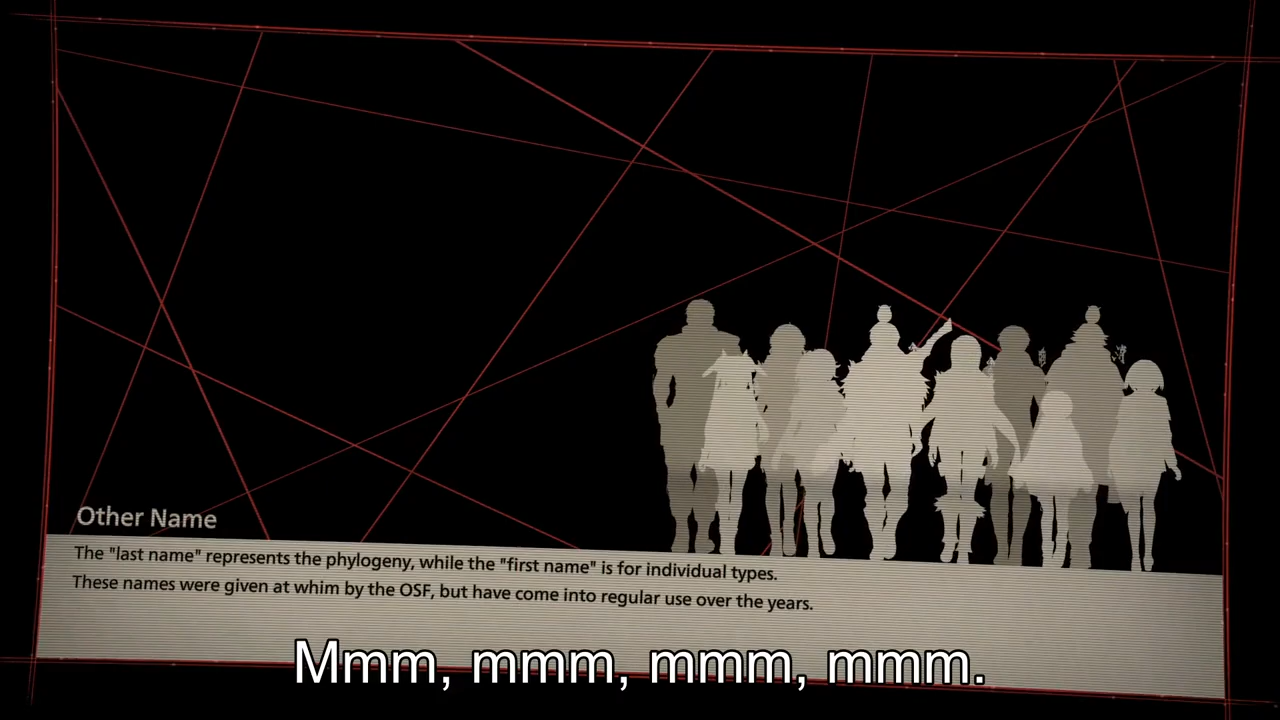 Other Name
The "last name" represents the phylogeny, while the "first name" is for individual types.
These names were given at whim by the OSF, but have come into regular use over the years.
Mmm, mmm, mmm, mmm.